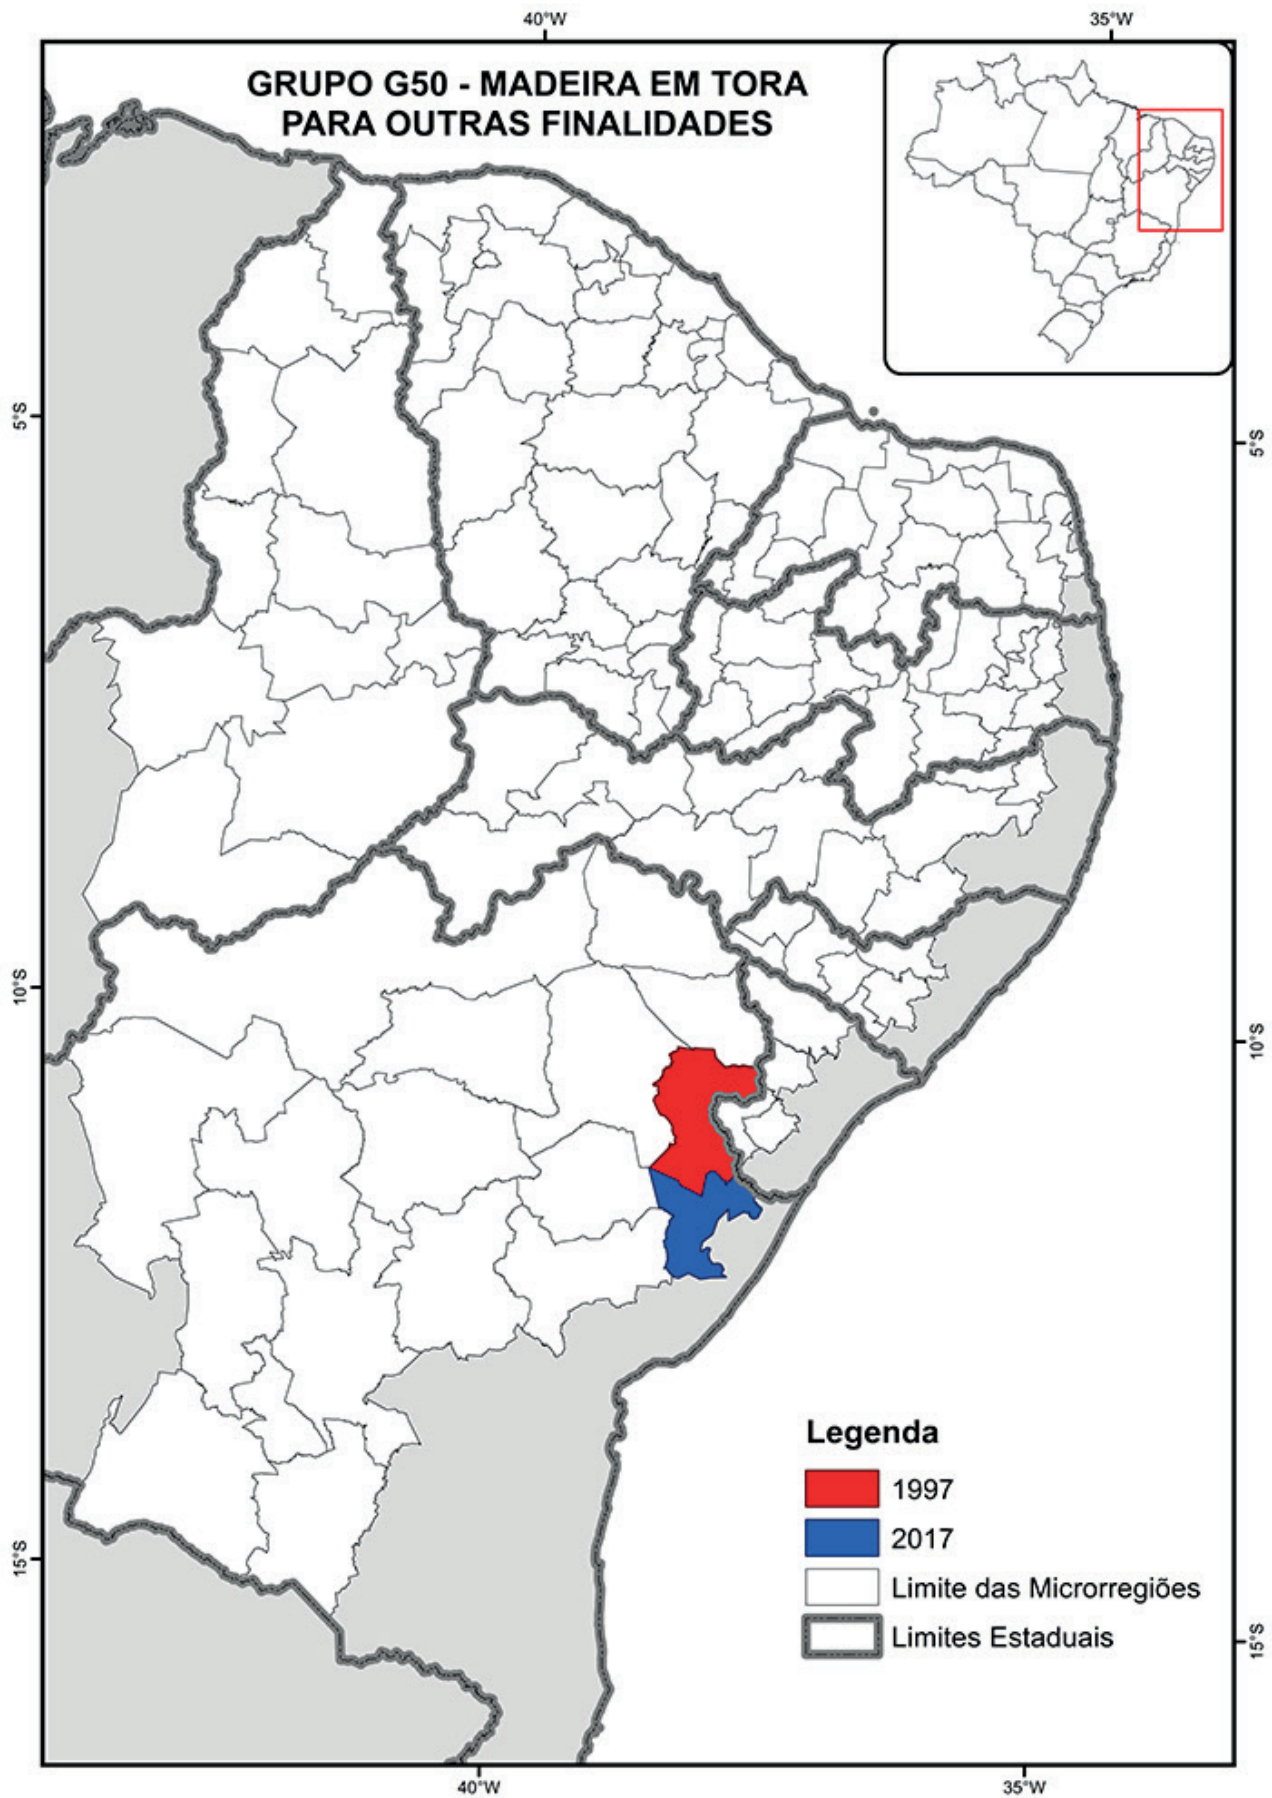 40°W
35°W
GRUPO G50 - MADEIRA EM TORA
PARA OUTRAS FINALIDADES
5°S
5°S
10°S
10°S
Legenda
1997
2017
Limite das Microrregiões
Limites Estaduais
15°S
15°S
40°W
35°W